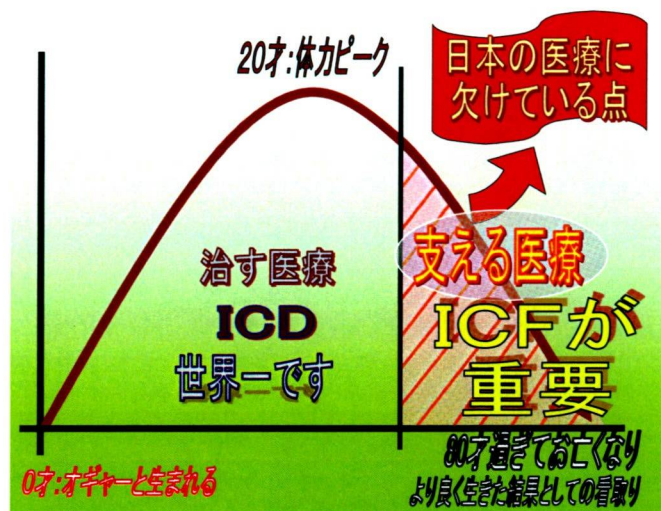 20才:体力ピーク
日本の医療に
欠けている点
治す医療
ICD
世界一です
支える医療
ICFが
重要
0才:オギャーと生まれる
80才過ぎてお亡くなり
より良く生きた結果としての看取り